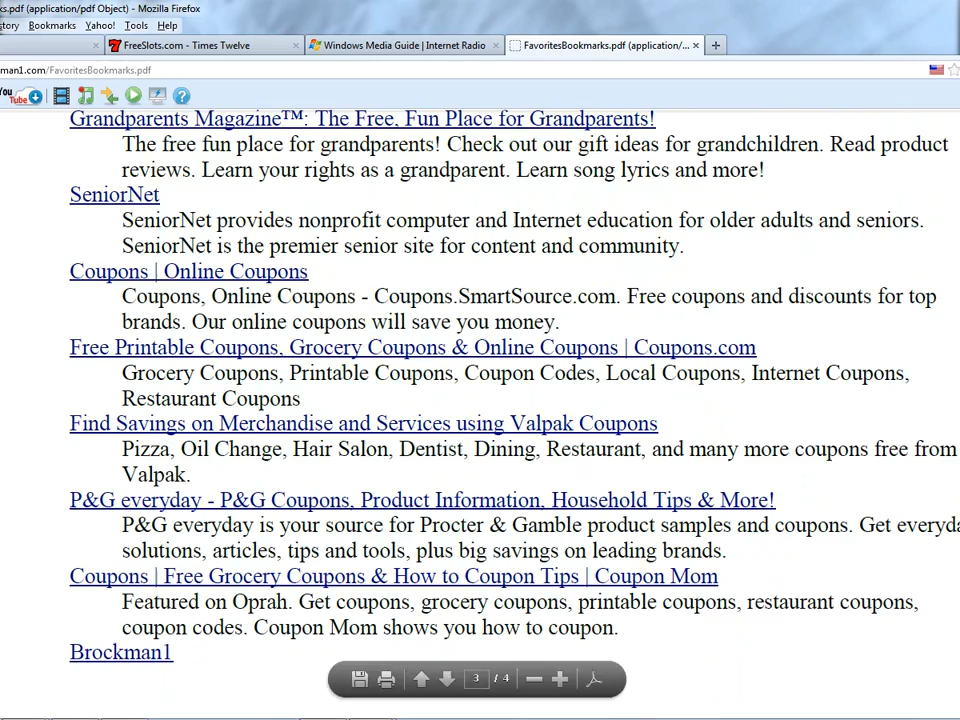 ks.pdf (application/pdf Object) - Mozilla Firefox
story Bookmarks Yahoo! Tools Help
FreeSlots.com - Times Twelve
Windows Media Guide | Internet Radio
FavoritesBookmarks.pdf (application/...
man1.com/FavoritesBookmarks.pdf
You Tube
Grandparents Magazine™: The Free, Fun Place for Grandparents!
The free fun place for grandparents! Check out our gift ideas for grandchildren. Read product
reviews. Learn your rights as a grandparent. Learn song lyrics and more!
SeniorNet
SeniorNet provides nonprofit computer and Internet education for older adults and seniors.
SeniorNet is the premier senior site for content and community.
Coupons | Online Coupons
Coupons, Online Coupons - Coupons.SmartSource.com. Free coupons and discounts for top
brands. Our online coupons will save you money.
Free Printable Coupons, Grocery Coupons & Online Coupons | Coupons.com
Grocery Coupons, Printable Coupons, Coupon Codes, Local Coupons, Internet Coupons,
Restaurant Coupons
Find Savings on Merchandise and Services using Valpak Coupons
Pizza, Oil Change, Hair Salon, Dentist, Dining, Restaurant, and many more coupons free from
Valpak.
P&G everyday - P&G Coupons, Product Information, Household Tips & More!
P&G everyday is your source for Procter & Gamble product samples and coupons. Get everyda
solutions, articles, tips and tools, plus big savings on leading brands.
Coupons | Free Grocery Coupons & How to Coupon Tips | Coupon Mom
Featured on Oprah. Get coupons, grocery coupons, printable coupons, restaurant coupons,
coupon codes. Coupon Mom shows you how to coupon.
Brockman1
3 / 4